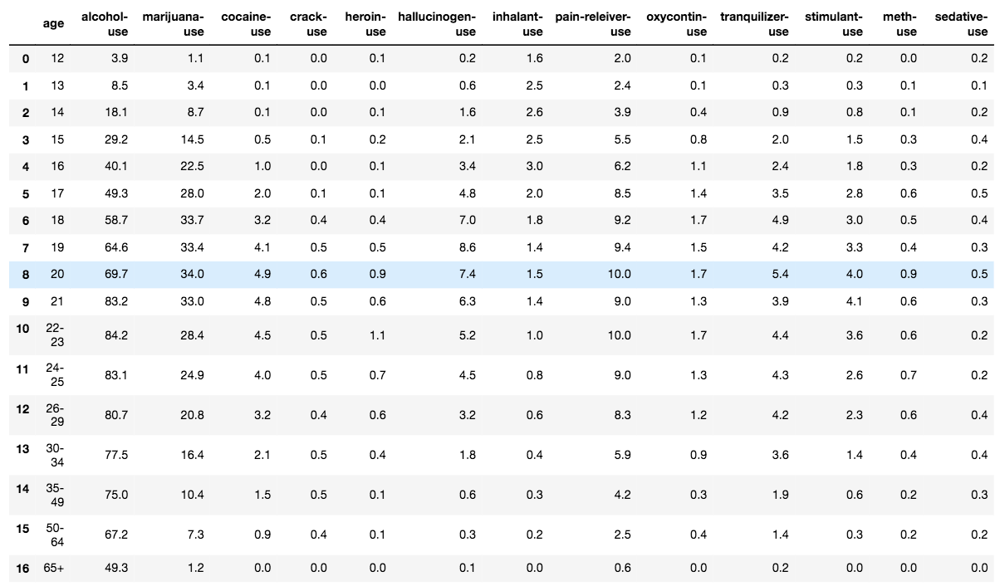 age alcohol-use marijuana-use cocaine-use crack-use heroin-use hallucinogen-use inhalant-use pain-releiver-use oxycontin-use tranquilizer-use stimulant-use meth-use sedative-use
0 12 3.9 1.1 0.1 0.0 0.1 0.2 1.6 2.0 0.1 0.2 0.2 0.0 0.2
1 13 8.5 3.4 0.1 0.0 0.0 0.6 2.5 2.4 0.1 0.3 0.3 0.1 0.1
2 14 18.1 8.7 0.1 0.0 0.1 1.6 2.6 3.9 0.4 0.9 0.8 0.1 0.2
3 15 29.2 14.5 0.5 0.1 0.2 2.1 2.5 5.5 0.8 2.0 1.5 0.3 0.4
4 16 40.1 22.5 1.0 0.0 0.1 3.4 3.0 6.2 1.1 2.4 1.8 0.3 0.2
5 17 49.3 28.0 2.0 0.1 0.1 4.8 2.0 8.5 1.4 3.5 2.8 0.6 0.5
6 18 58.7 33.7 3.2 0.4 0.4 7.0 1.8 9.2 1.7 4.9 3.0 0.5 0.4
7 19 64.6 33.4 4.1 0.5 0.5 8.6 1.4 9.4 1.5 4.2 3.3 0.4 0.3
8 20 69.7 34.0 4.9 0.6 0.9 7.4 1.5 10.0 1.7 5.4 4.0 0.9 0.5
9 21 83.2 33.0 4.8 0.5 0.6 6.3 1.4 9.0 1.3 3.9 4.1 0.6 0.3
10 22-23 84.2 28.4 4.5 0.5 1.1 5.2 1.0 10.0 1.7 4.4 3.6 0.6 0.2
11 24-25 83.1 24.9 4.0 0.5 0.7 4.5 0.8 9.0 1.3 4.3 2.6 0.7 0.2
12 26-29 80.7 20.8 3.2 0.4 0.6 3.2 0.6 8.3 1.2 4.2 2.3 0.6 0.4
13 30-34 77.5 16.4 2.1 0.5 0.4 1.8 0.4 5.9 0.9 3.6 1.4 0.4 0.4
14 35-49 75.0 10.4 1.5 0.5 0.1 0.6 0.3 4.2 0.3 1.9 0.6 0.2 0.3
15 50-64 67.2 7.3 0.9 0.4 0.1 0.3 0.2 2.5 0.4 1.4 0.3 0.2 0.2
16 65+ 49.3 1.2 0.0 0.0 0.0 0.1 0.0 0.6 0.0 0.2 0.0 0.0 0.0